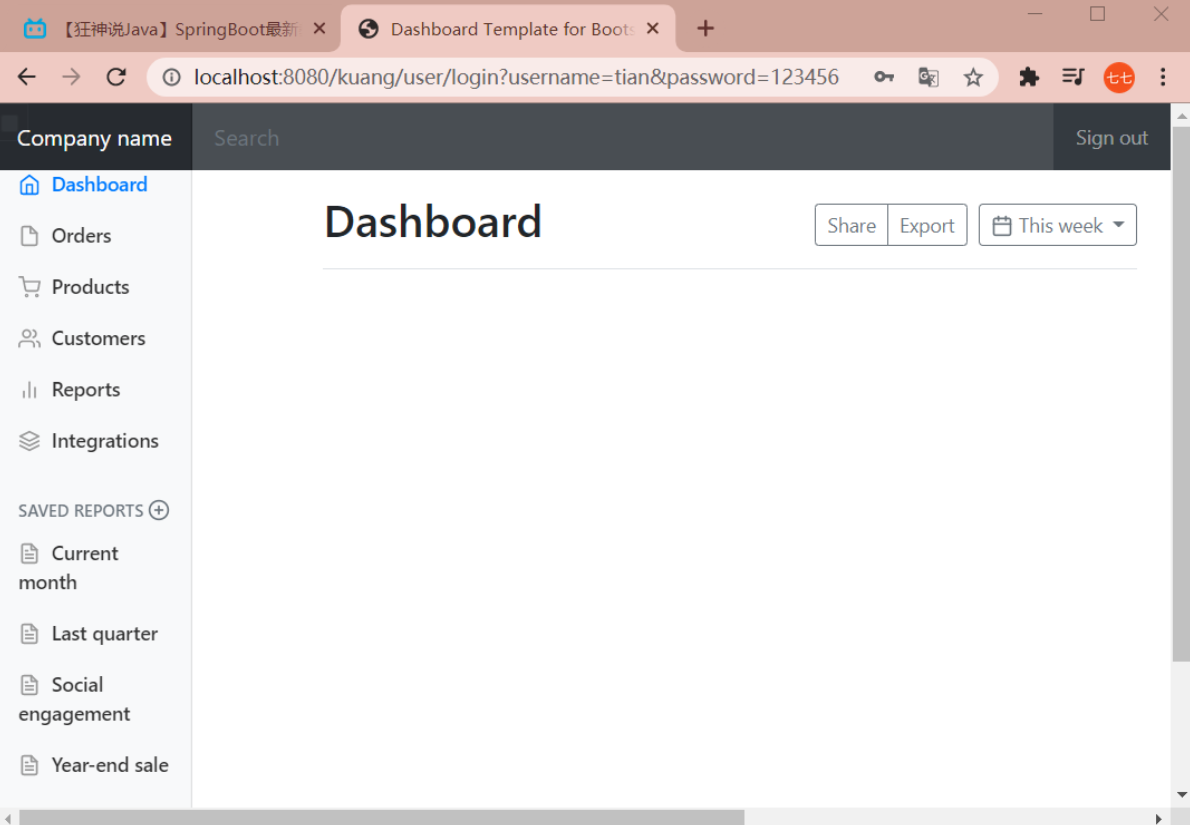 【狂神说Java】SpringBoot最新
Dashboard Template for Boots
localhost:8080/kuang/user/login?username=tian&password=123456
七七
Company name
Search
Sign out
Dashboard
Orders
Products
Customers
Reports
Integrations
SAVED REPORTS
Current
month
Last quarter
Social
engagement
Year-end sale
Dashboard
Share
Export
This week